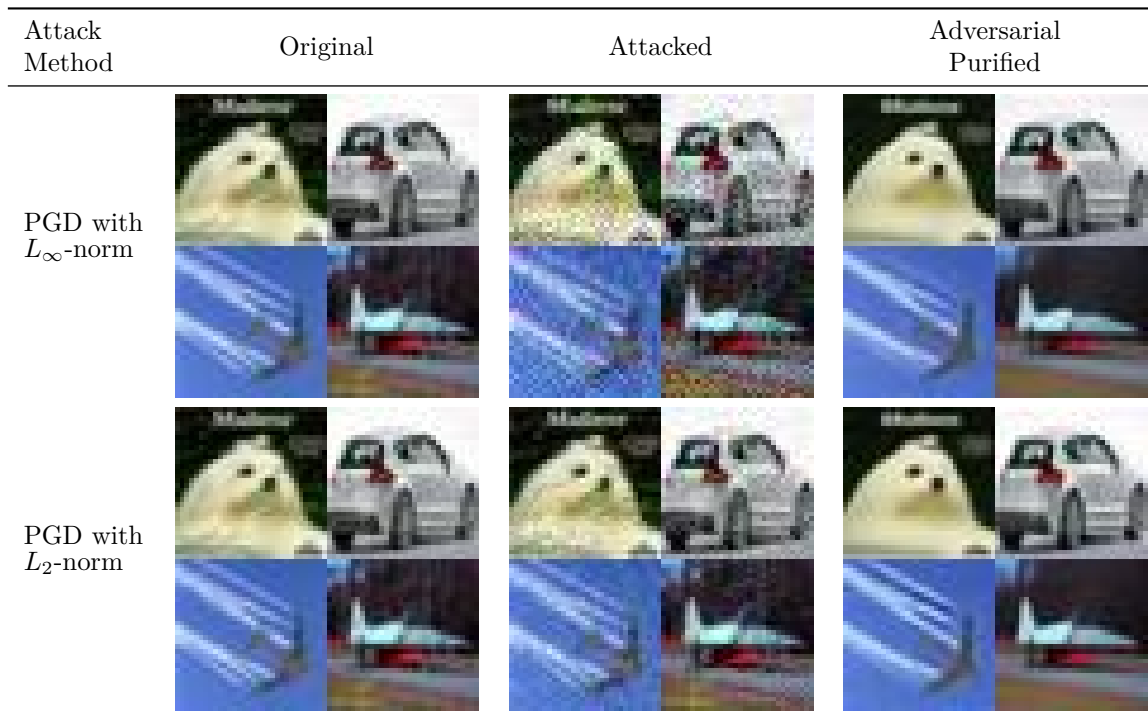 Attack
Method
Original
Attacked
Adversarial
Purified
PGD with
L∞-norm
PGD with
L2-norm